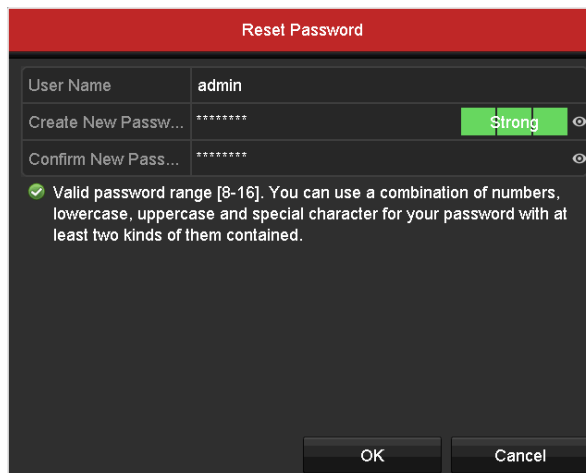 Reset Password
User Name admin
Create New Passw... ******** Strong
Confirm New Pass... ********
Valid password range [8-16]. You can use a combination of numbers,
lowercase, uppercase and special character for your password with at
least two kinds of them contained.
OK Cancel